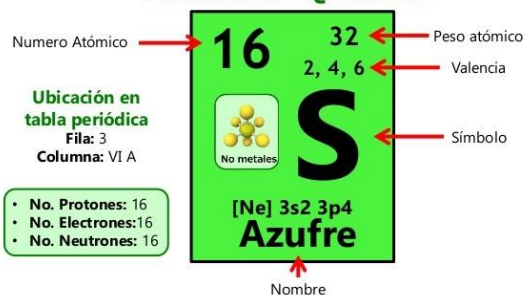 Numero Atómico
16
32
Peso atómico
2, 4, 6
Valencia
Ubicación en
tabla periódica
Fila: 3
Columna: VI A
No metales
S
Símbolo
• No. Protones: 16
• No. Electrones:16
• No. Neutrones: 16
[Ne] 3s2 3p4
Azufre
Nombre